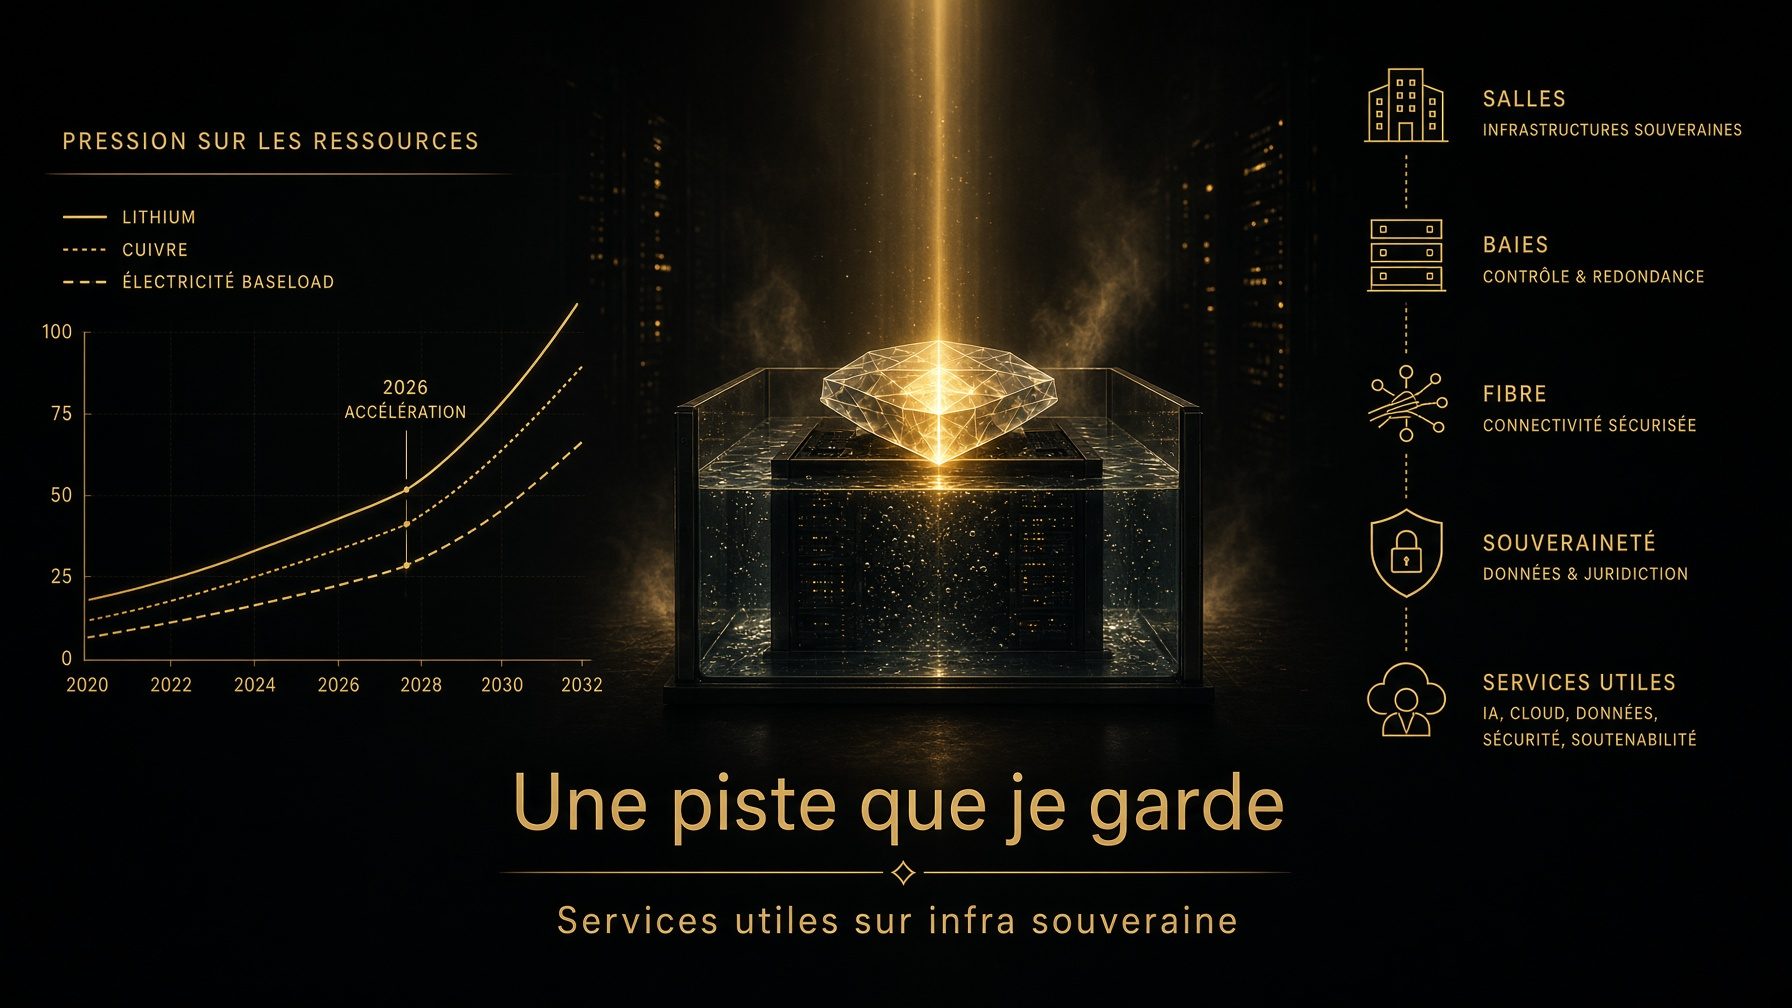 PRESSION SUR LES RESSOURCES
LITHIUM
CUIVRE
ÉLECTRICITÉ BASELOAD
100
75
50
25
0
2026
ACCÉLÉRATION
2020 2022 2024 2026 2028 2030 2032
SALLES
INFRASTRUCTURES SOUVERAINES
BAIES
CONTRÔLE & REDONDANCE
FIBRE
CONNECTIVITÉ SÉCURISÉE
SOUVERAINETÉ
DONNÉES & JURIDICTION
SERVICES UTILES
IA, CLOUD, DONNÉES,
SÉCURITÉ, SOUTENABILITÉ
Une piste que je garde
Services utiles sur infra souveraine